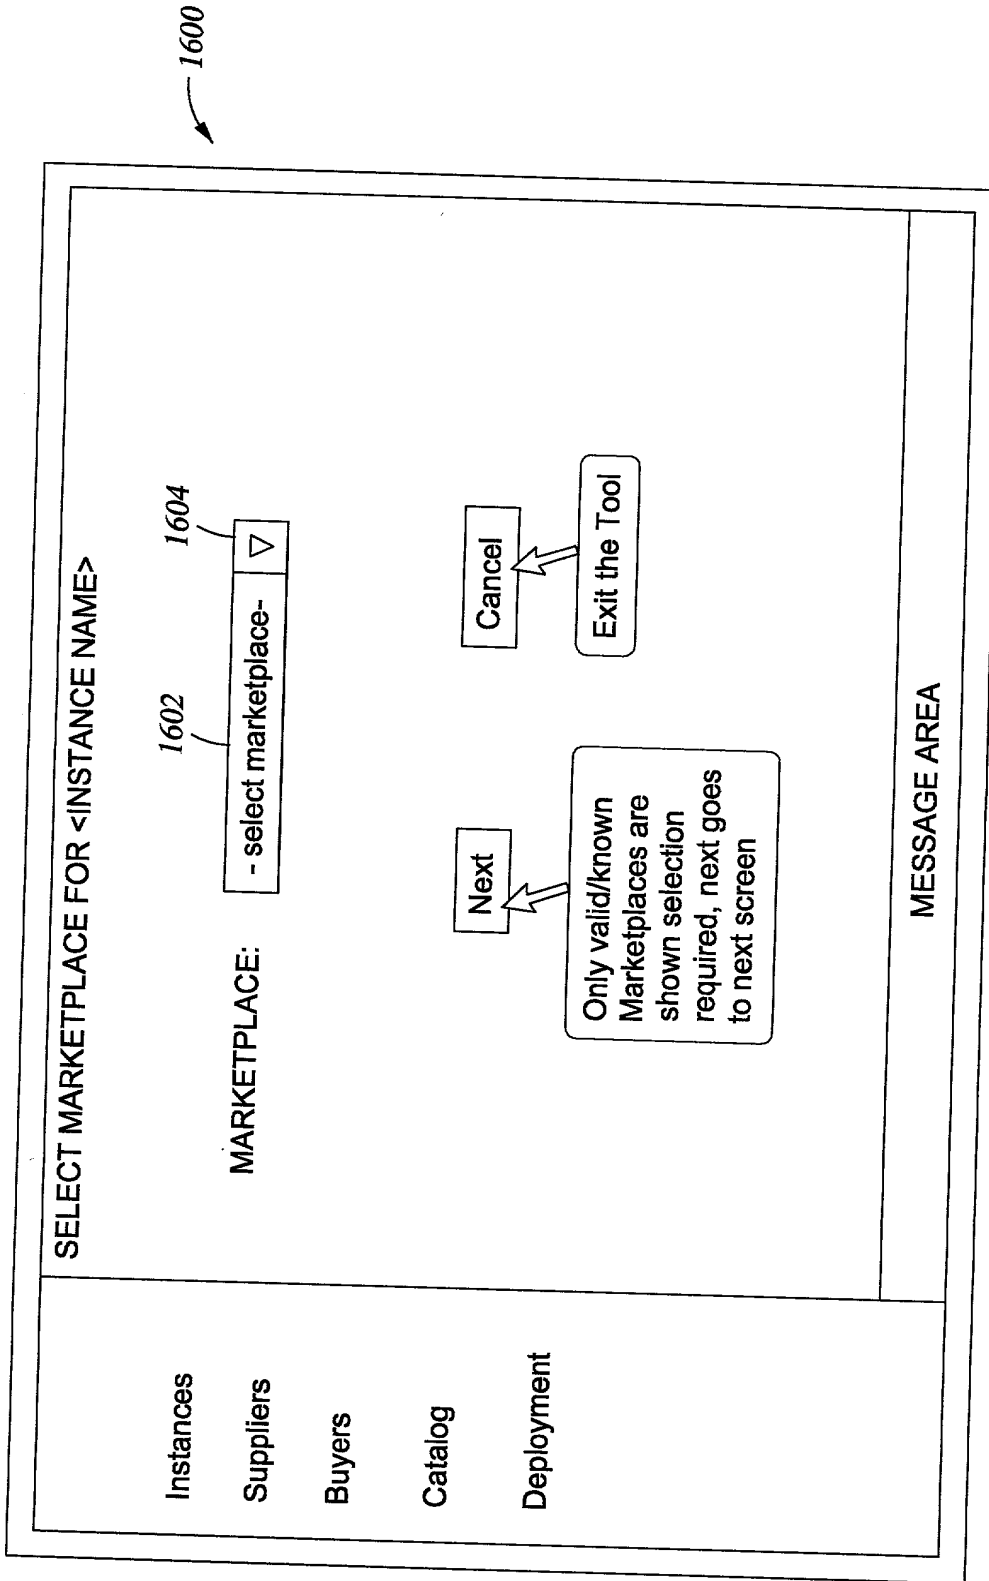 1600
SELECT MARKETPLACE FOR <INSTANCE NAME>
Instances
Suppliers
Buyers
Catalog
Deployment
1602
1604
MARKETPLACE:
- select marketplace-
Next
Cancel
Only valid/known
Marketplaces are
shown selection
required, next goes
to next screen
Exit the Tool
MESSAGE AREA